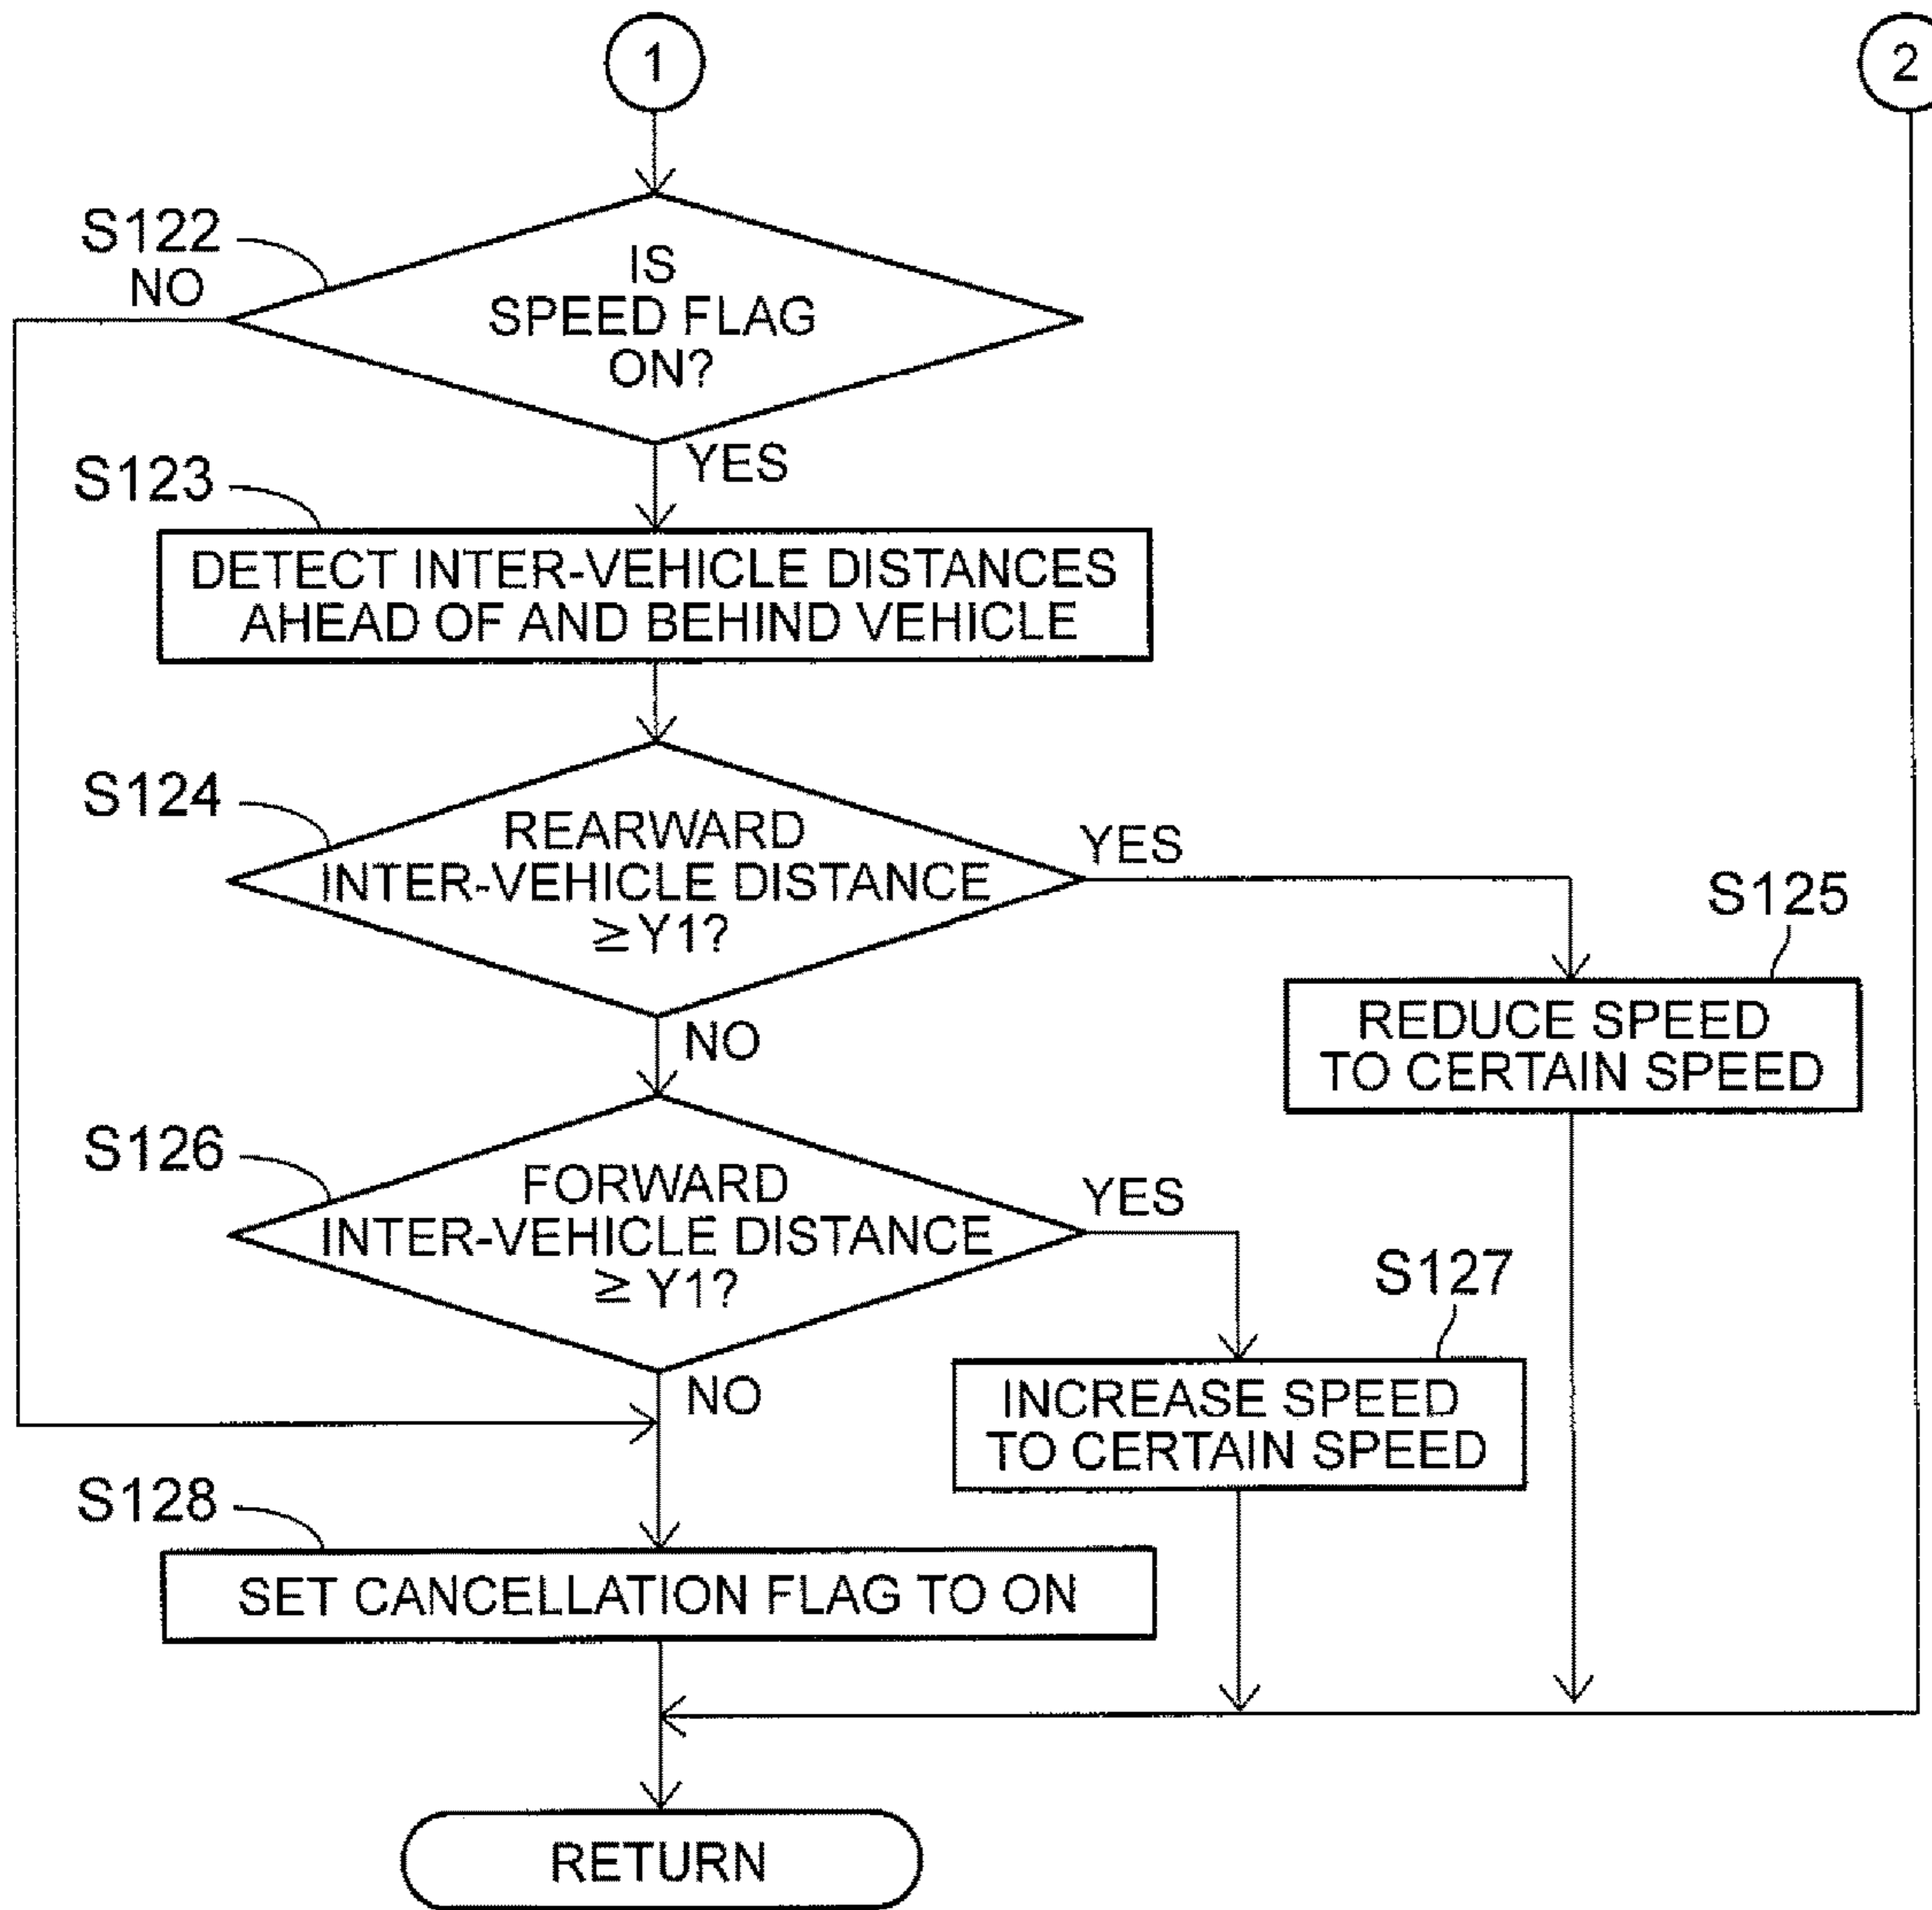 1
2
S122
NO
IS
SPEED FLAG
ON?
YES
S123
DETECT INTER-VEHICLE DISTANCES
AHEAD OF AND BEHIND VEHICLE
S124
REARWARD
INTER-VEHICLE DISTANCE
≥Y1?
YES
S125
REDUCE SPEED
TO CERTAIN SPEED
NO
S126
FORWARD
INTER-VEHICLE DISTANCE
≥ Y1?
YES
S127
INCREASE SPEED
TO CERTAIN SPEED
NO
S128
SET CANCELLATION FLAG TO ON
RETURN